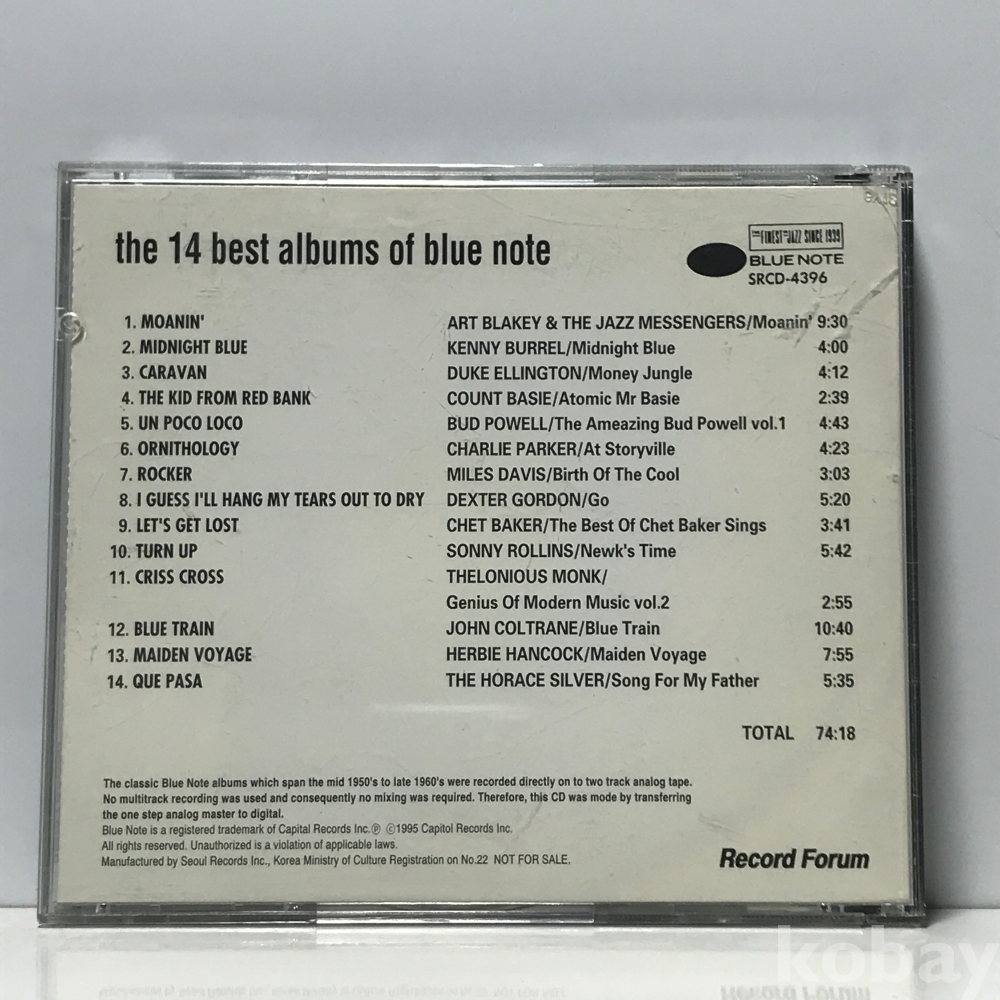 the 14 best albums of blue note
THE FINEST IN JAZZ SINCE 1939
BLUE NOTE
SRCD-4396
1. MOANIN' ART BLAKEY & THE JAZZ MESSENGERS/Moanin' 9:30
2. MIDNIGHT BLUE KENNY BURREL/Midnight Blue 4:00
3. CARAVAN DUKE ELLINGTON/Money Jungle 4:12
4. THE KID FROM RED BANK COUNT BASIE/Atomic Mr Basie 2:39
5. UN POCO LOCO BUD POWELL/The Ameazing Bud Powell vol.1 4:43
6. ORNITHOLOGY CHARLIE PARKER/At Storyville 4:23
7. ROCKER MILES DAVIS/Birth Of The Cool 3:03
8. I GUESS I'LL HANG MY TEARS OUT TO DRY DEXTER GORDON/Go 5:20
9. LET'S GET LOST CHET BAKER/The Best Of Chet Baker Sings 3:41
10. TURN UP SONNY ROLLINS/Newk's Time 5:42
11. CRISS CROSS THELONIOUS MONK/
Genius Of Modern Music vol.2 2:55
12. BLUE TRAIN JOHN COLTRANE/Blue Train 10:40
13. MAIDEN VOYAGE HERBIE HANCOCK/Maiden Voyage 7:55
14. QUE PASA THE HORACE SILVER/Song For My Father 5:35
TOTAL 74:18
The classic Blue Note albums which span the mid 1950's to late 1960's were recorded directly on to two track analog tape.
No multitrack recording was used and consequently no mixing was required. Therefore, this CD was mode by transferring
the one step analog master to digital.
Blue Note is a registered trademark of Capital Records Inc.Ⓟ ©1995 Capitol Records Inc.
All rights reserved. Unauthorized is a violation of applicable laws.
Manufactured by Seoul Records Inc., Korea Ministry of Culture Registration on No.22 NOT FOR SALE.
Record Forum
kobay